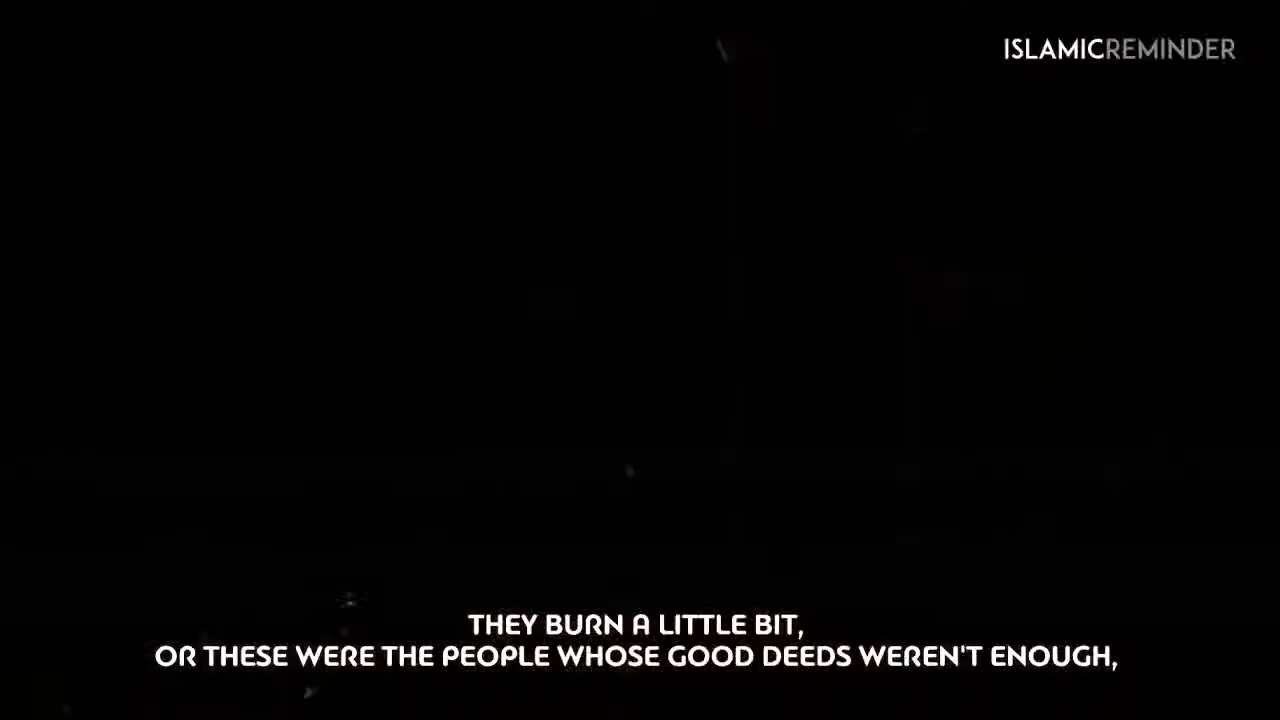 ISLAMICREMINDER
THEY BURN A LITTLE BIT,
OR THESE WERE THE PEOPLE WHOSE GOOD DEEDS WEREN'T ENOUGH,